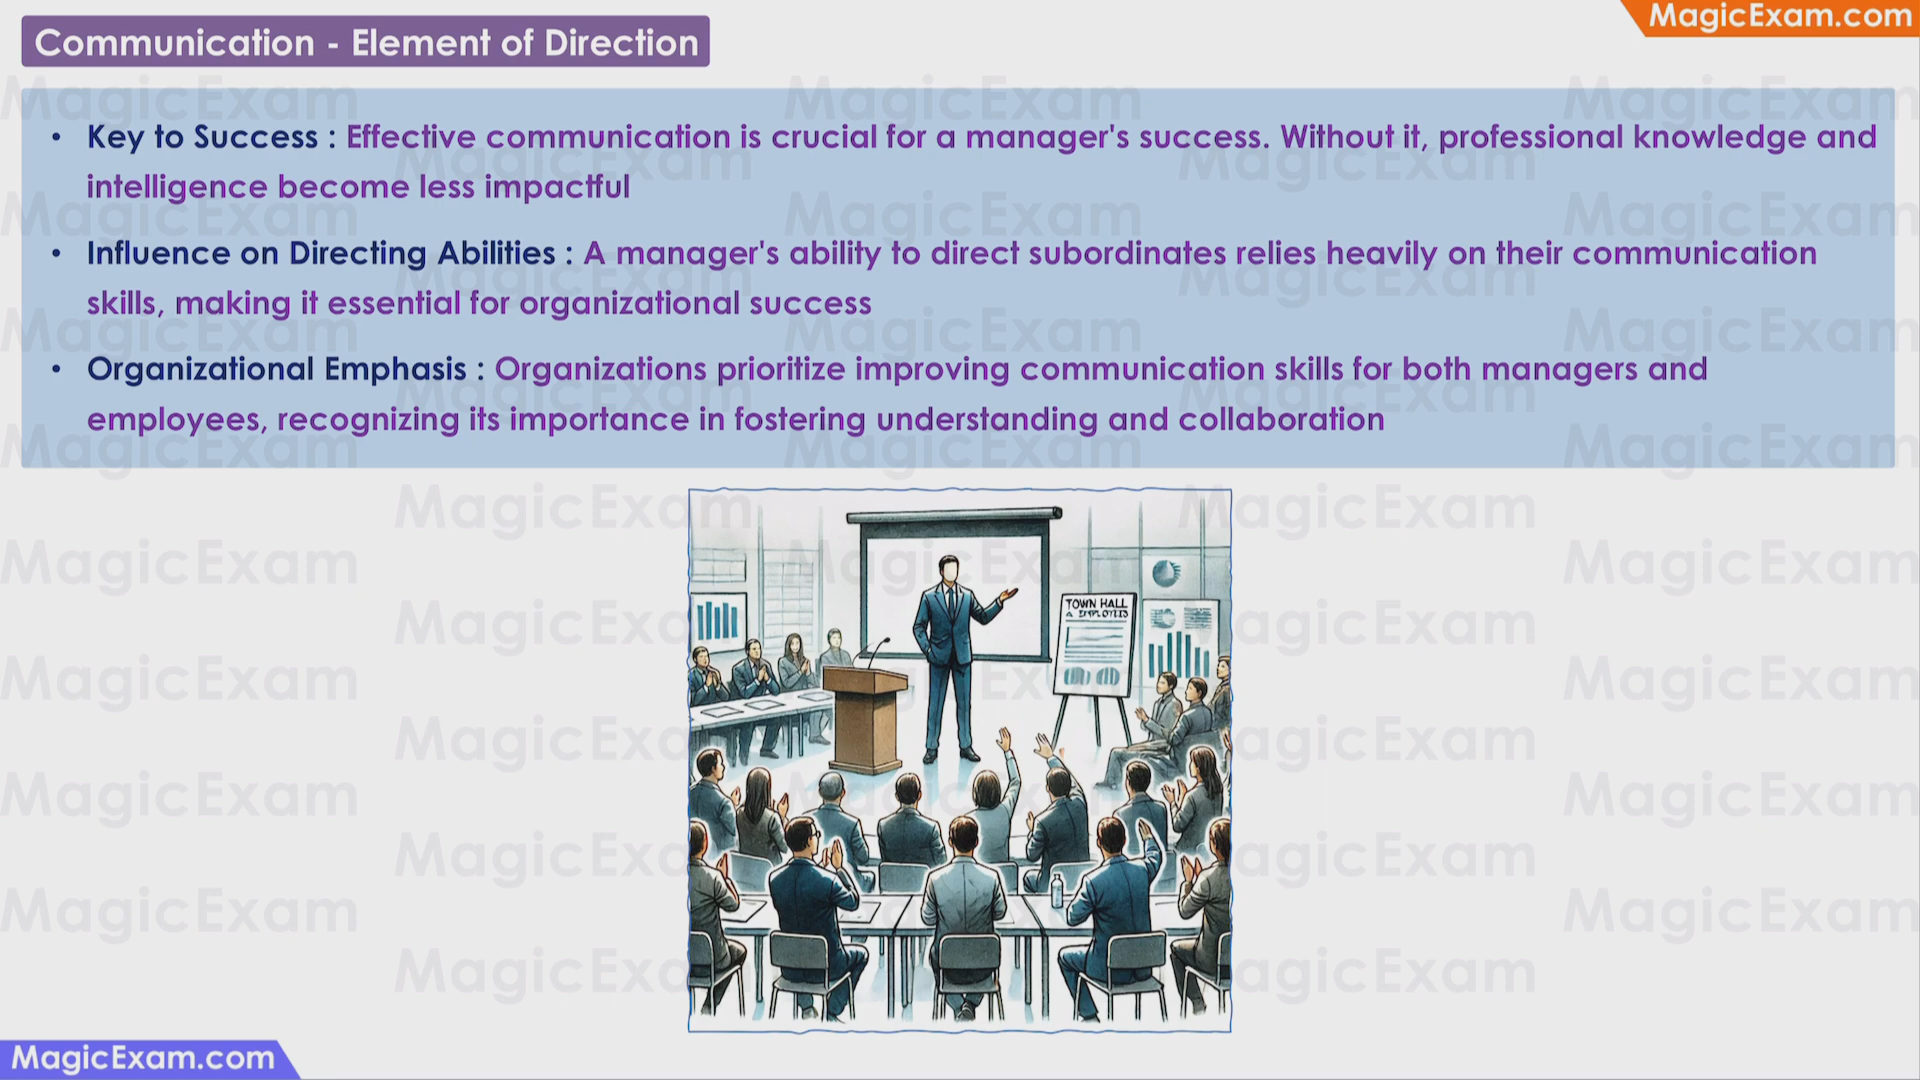 Communication - Element of Direction
MagicExam.com
• Key to Success : Effective communication is crucial for a manager's success. Without it, professional knowledge and
intelligence become less impactful
• Influence on Directing Abilities : A manager's ability to direct subordinates relies heavily on their communication
skills, making it essential for organizational success
• Organizational Emphasis : Organizations prioritize improving communication skills for both managers and
employees, recognizing its importance in fostering understanding and collaboration
TOWN HALL
MagicExam.com